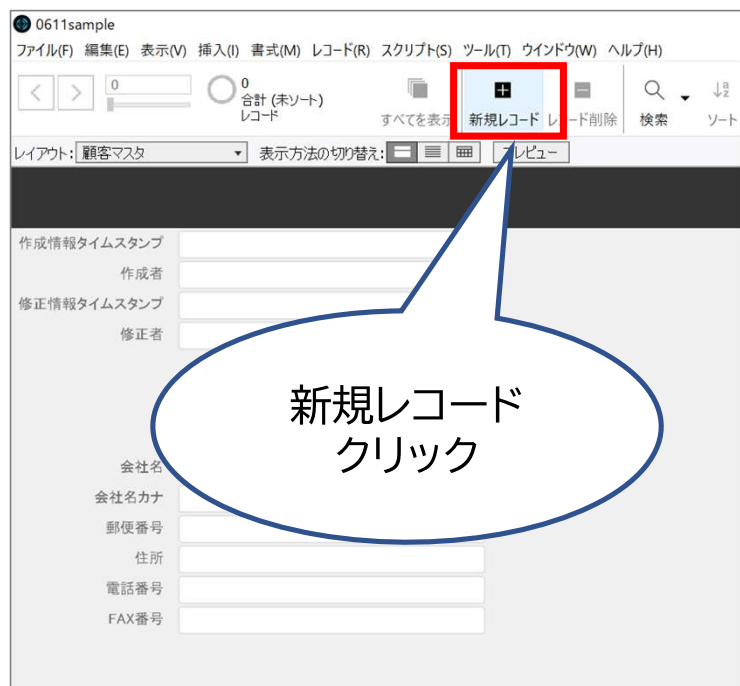 0611sample
ファイル(F) 編集(E) 表示(V) 挿入(I) 書式(M) レコード(R) スクリプト(S) ツール(T) ウインドウ(W) ヘルプ(H)
0
0
合計 (未ソート)
レコード
すべてを表示 新規レコード レコード削除 検索 ソート
レイアウト: 顧客マスタ 表示方法の切り替え: プレビュー
作成情報タイムスタンプ
作成者
修正情報タイムスタンプ
修正者
新規レコード
クリック
会社名
会社名カナ
郵便番号
住所
電話番号
FAX番号